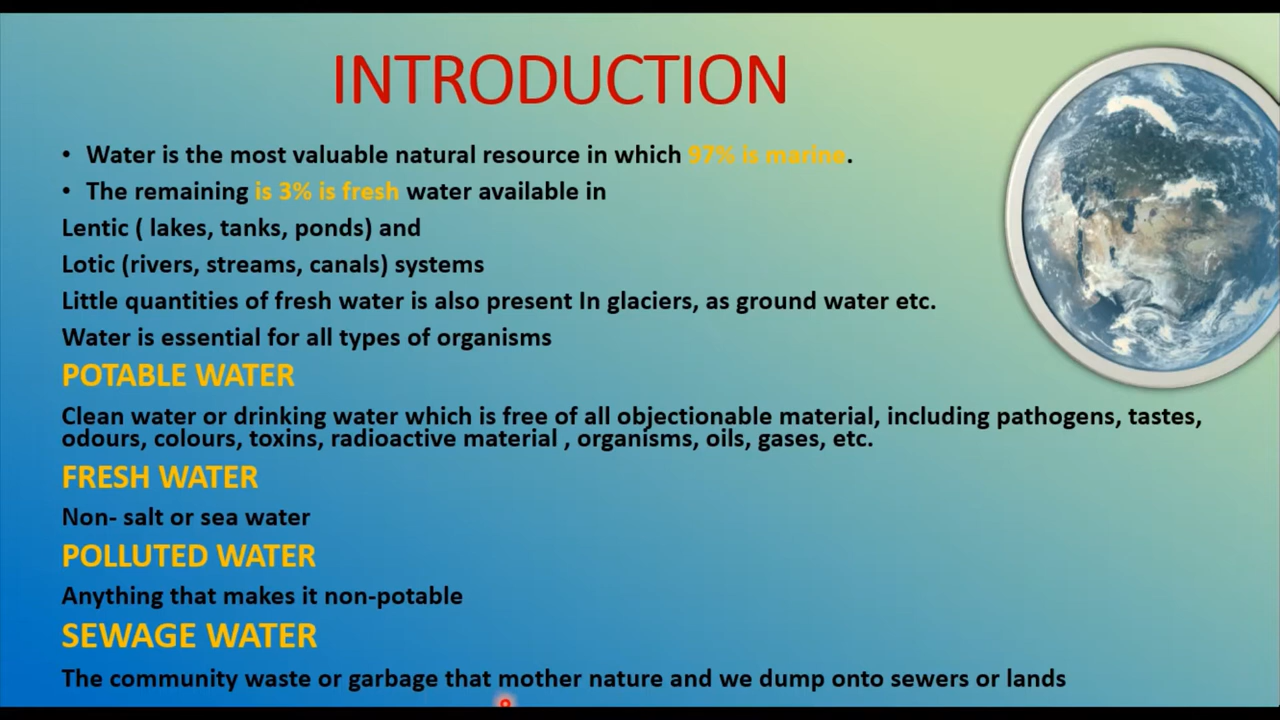 INTRODUCTION
• Water is the most valuable natural resource in which 97% is marine.
• The remaining is 3% is fresh water available in
Lentic ( lakes, tanks, ponds) and
Lotic (rivers, streams, canals) systems
Little quantities of fresh water is also present In glaciers, as ground water etc.
Water is essential for all types of organisms
POTABLE WATER
Clean water or drinking water which is free of all objectionable material, including pathogens, tastes,
odours, colours, toxins, radioactive material , organisms, oils, gases, etc.
FRESH WATER
Non- salt or sea water
POLLUTED WATER
Anything that makes it non-potable
SEWAGE WATER
The community waste or garbage that mother nature and we dump onto sewers or lands